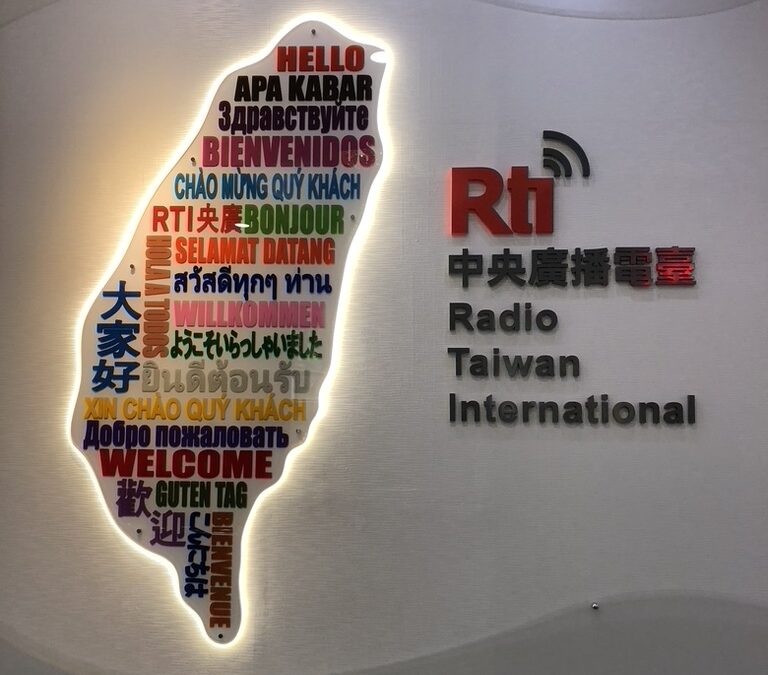 HELLO
APA KABAR
Здравствуйте
BIENVENIDOS
CHÀO MỪNG QUÝ KHÁCH
RTI央廣 BONJOUR
HOLA A TODOS
SELAMAT DATANG
สวัสดีทุกๆ ท่าน
WILLKOMMEN
大家好
ようこそいらっしゃいました
ยินดีต้อนรับ
XIN CHÀO QUÝ KHÁCH
Добро пожаловать
WELCOME
歡迎
GUTEN TAG
こんにちは
BIENVENUE
Rti
中央廣播電臺
Radio
Taiwan
International